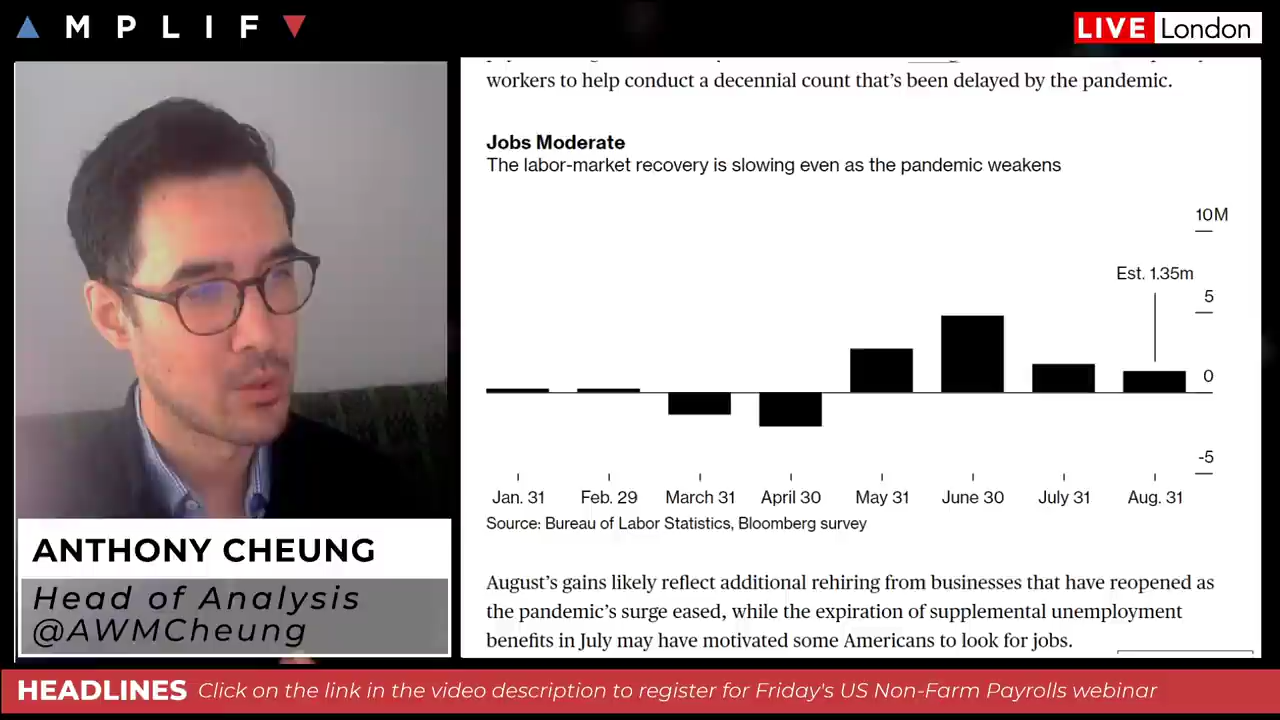 MPLIF
LIVE London
workers to help conduct a decennial count that's been delayed by the pandemic.
Jobs Moderate
The labor-market recovery is slowing even as the pandemic weakens
10M
Est. 1.35m
5
0
-5
Jan. 31 Feb. 29 March 31 April 30 May 31 June 30 July 31 Aug. 31
Source: Bureau of Labor Statistics, Bloomberg survey
August's gains likely reflect additional rehiring from businesses that have reopened as
the pandemic's surge eased, while the expiration of supplemental unemployment
benefits in July may have motivated some Americans to look for jobs.
ANTHONY CHEUNG
Head of Analysis
@AWMCheung
HEADLINES Click on the link in the video description to register for Friday's US Non-Farm Payrolls webinar